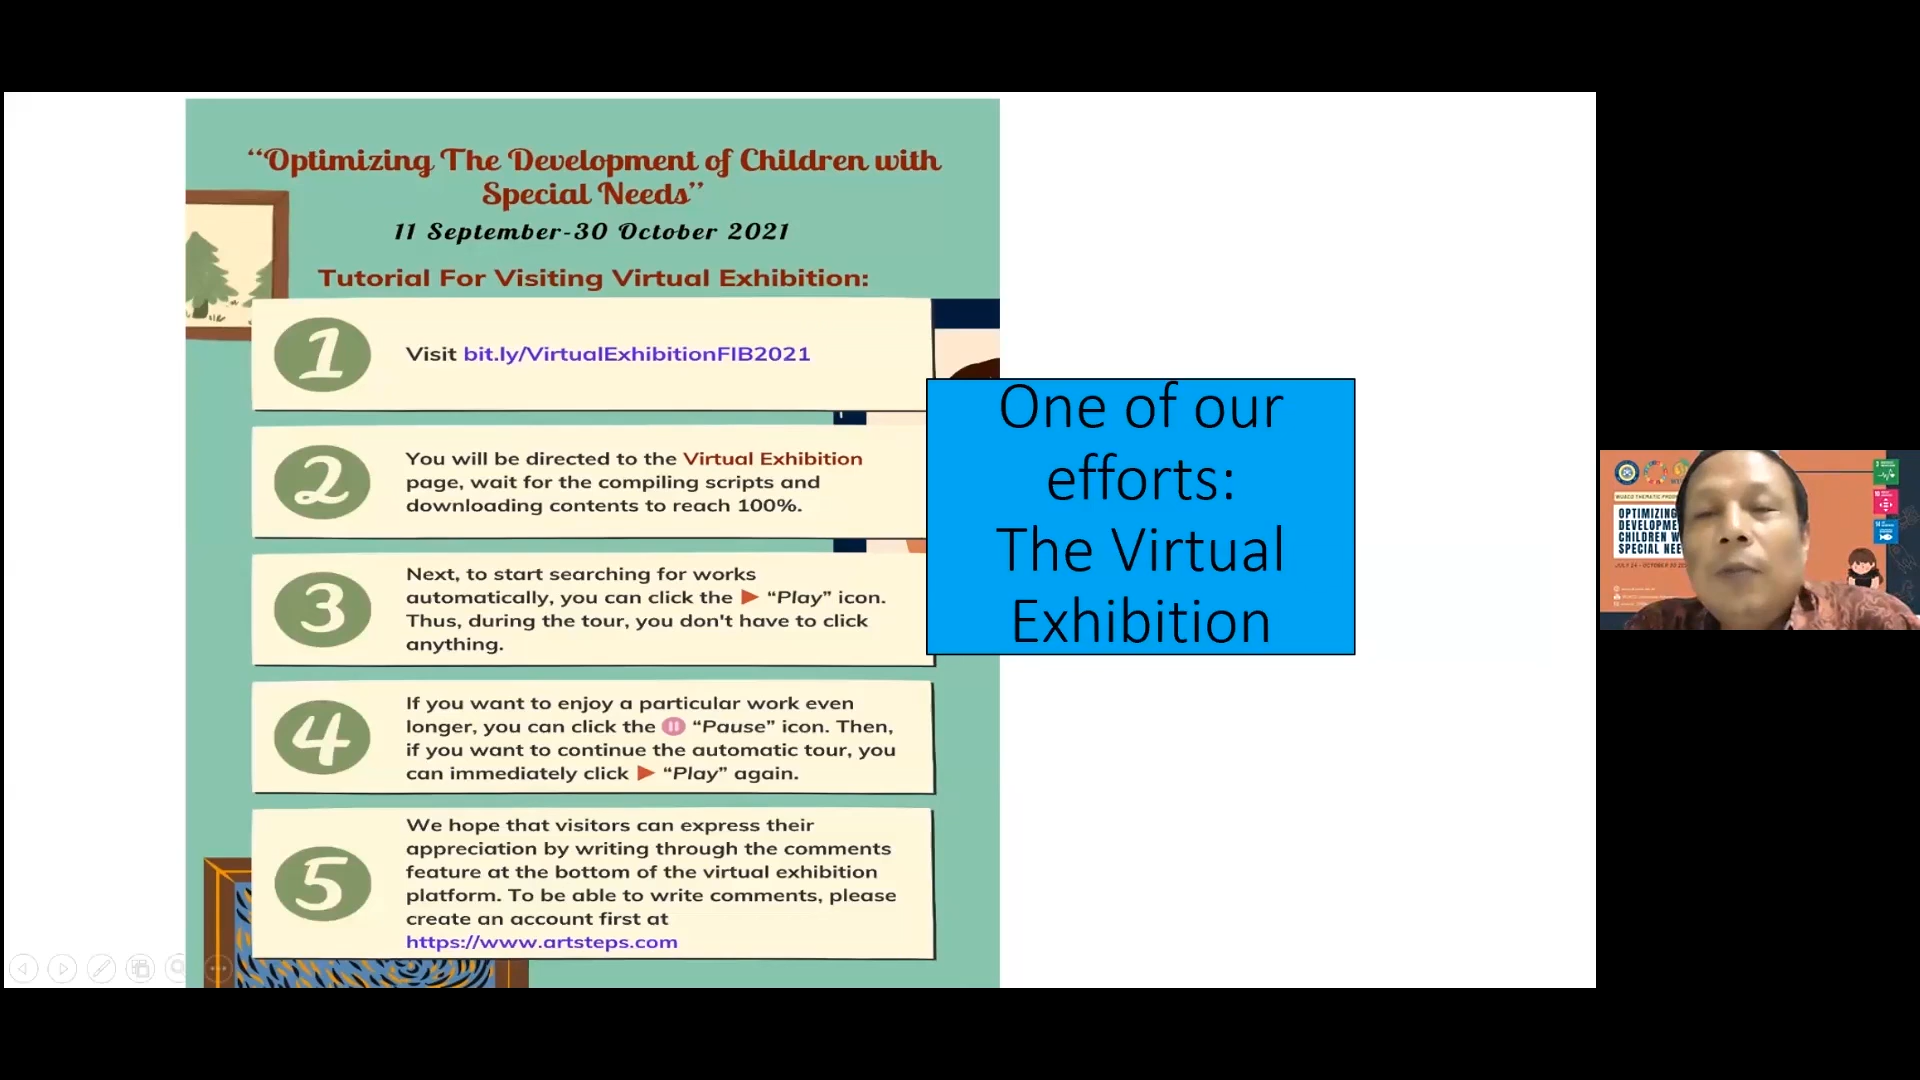 “Optimizing The Development of Children with
Special Needs”
11 September-30 October 2021
Tutorial For Visiting Virtual Exhibition:
1
Visit bit.ly/VirtualExhibitionFIB2021
2
You will be directed to the Virtual Exhibition
page, wait for the compiling scripts and
downloading contents to reach 100%.
3
Next, to start searching for works
automatically, you can click the “Play” icon.
Thus, during the tour, you don't have to click
anything.
4
If you want to enjoy a particular work even
longer, you can click the “Pause” icon. Then,
if you want to continue the automatic tour, you
can immediately click “Play” again.
5
We hope that visitors can express their
appreciation by writing through the comments
feature at the bottom of the virtual exhibition
platform. To be able to write comments, please
create an account first at
https://www.artsteps.com
One of our
efforts:
The Virtual
Exhibition
OPTIMIZING
DEVELOPME
CHILDREN W
SPECIAL NEE